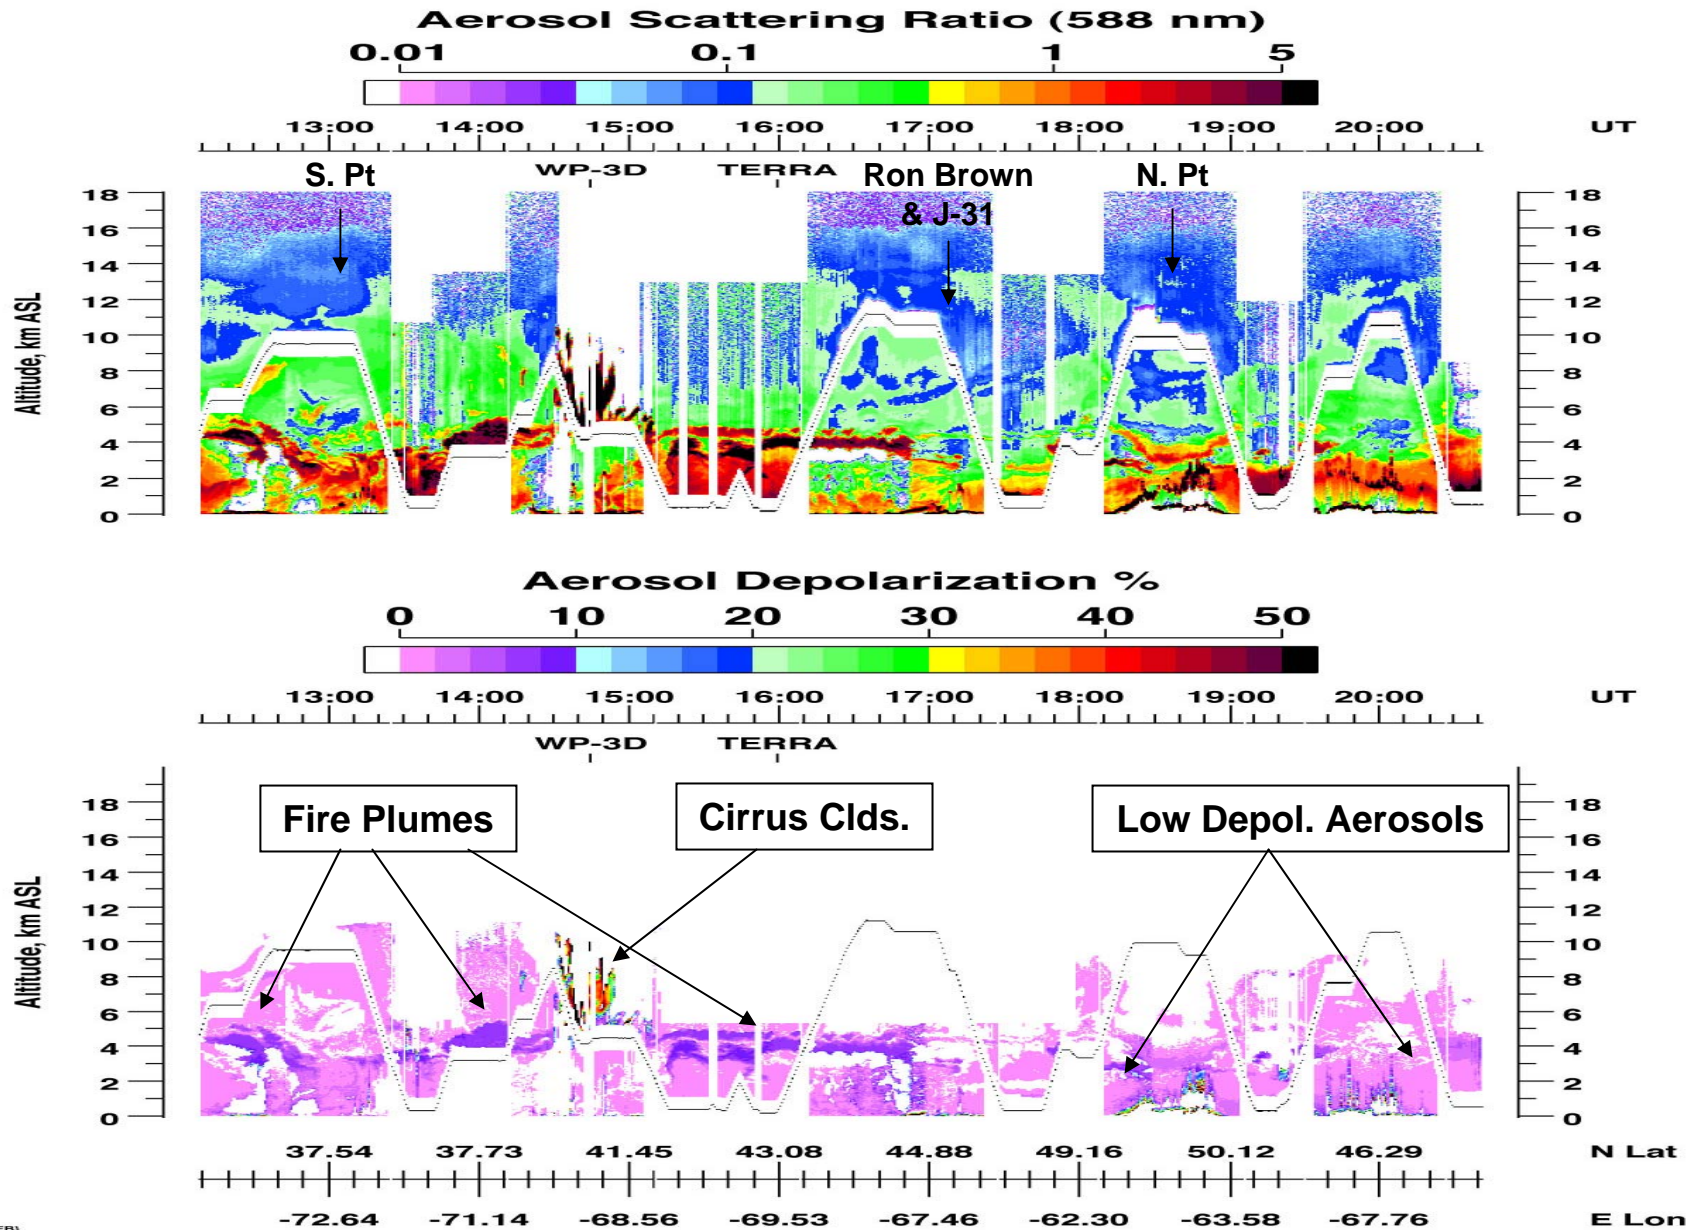 Aerosol Scattering Ratio (588 nm)
0.01 0.1 1 5
13:00 14:00 15:00 16:00 17:00 18:00 19:00 20:00 UT
WP-3D TERRA
S. Pt Ron Brown N. Pt
& J-31
18 18
16 16
14 14
12 12
10 10
8 8
6 6
4 4
2 2
0 0
Altitude, km ASL
Aerosol Depolarization %
0 10 20 30 40 50
13:00 14:00 15:00 16:00 17:00 18:00 19:00 20:00 UT
WP-3D TERRA
Fire Plumes Cirrus Clds. Low Depol. Aerosols
18 18
16 16
14 14
12 12
10 10
8 8
6 6
4 4
2 2
0 0
Altitude, km ASL
37.54 37.73 41.45 43.08 44.88 49.16 50.12 46.29 N Lat
-72.64 -71.14 -68.56 -69.53 -67.46 -62.30 -63.58 -67.76 E Lon